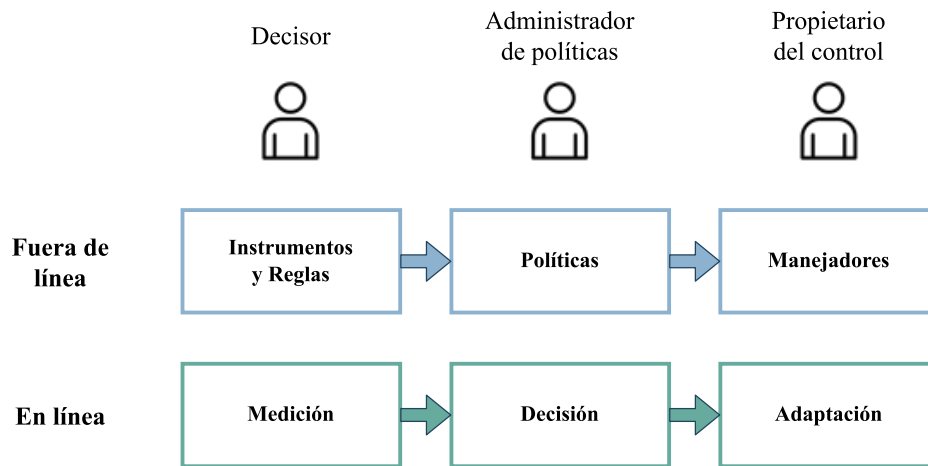 Decisor
Administrador
de políticas
Propietario
del control
Fuera de
línea
Instrumentos
y Reglas
Políticas
Manejadores
En línea
Medición
Decisión
Adaptación